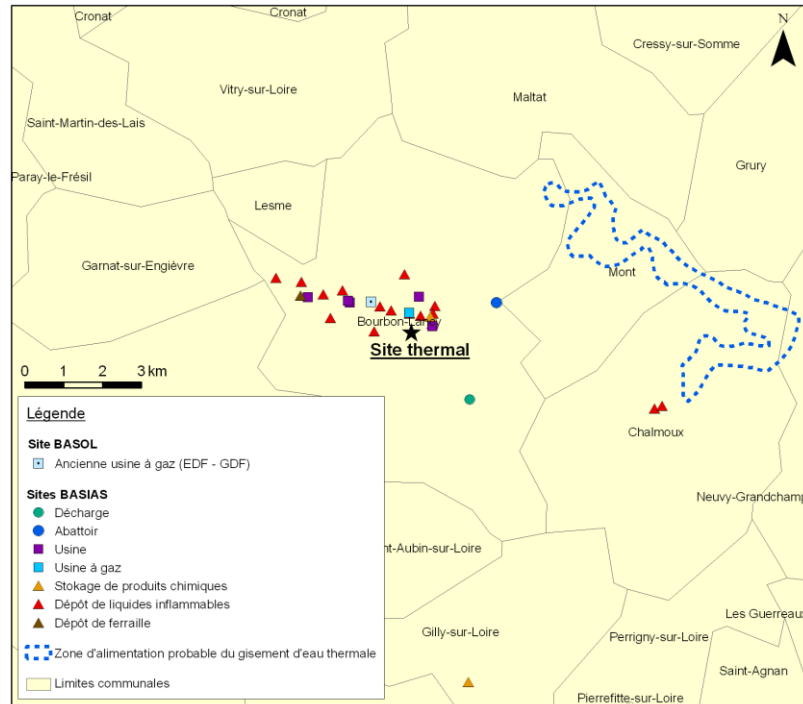 Cronat
Cronat
N
Cressy-sur-Somme
Vitry-sur-Loire
Maltat
Saint-Martin-des-Lais
Grury
Paray-le-Frésil
Lesme
Garnat-sur-Engièvre
Mont
Bourbon-Lancy
Site thermal
0 1 2 3 km
Légende
Site BASOL
Ancienne usine à gaz (EDF - GDF)
Sites BASIAS
Décharge
Abattoir
Usine
Usine à gaz
Stokage de produits chimiques
Dépôt de liquides inflammables
Dépôt de ferraille
Zone d'alimentation probable du gisement d'eau thermale
Limites communales
Chalmoux
Neuvy-Grandchamp
nt-Aubin-sur-Loire
Gilly-sur-Loire
Perrigny-sur-Loire
Les Guerreaux
Saint-Agnan
Pierrefitte-sur-Loire